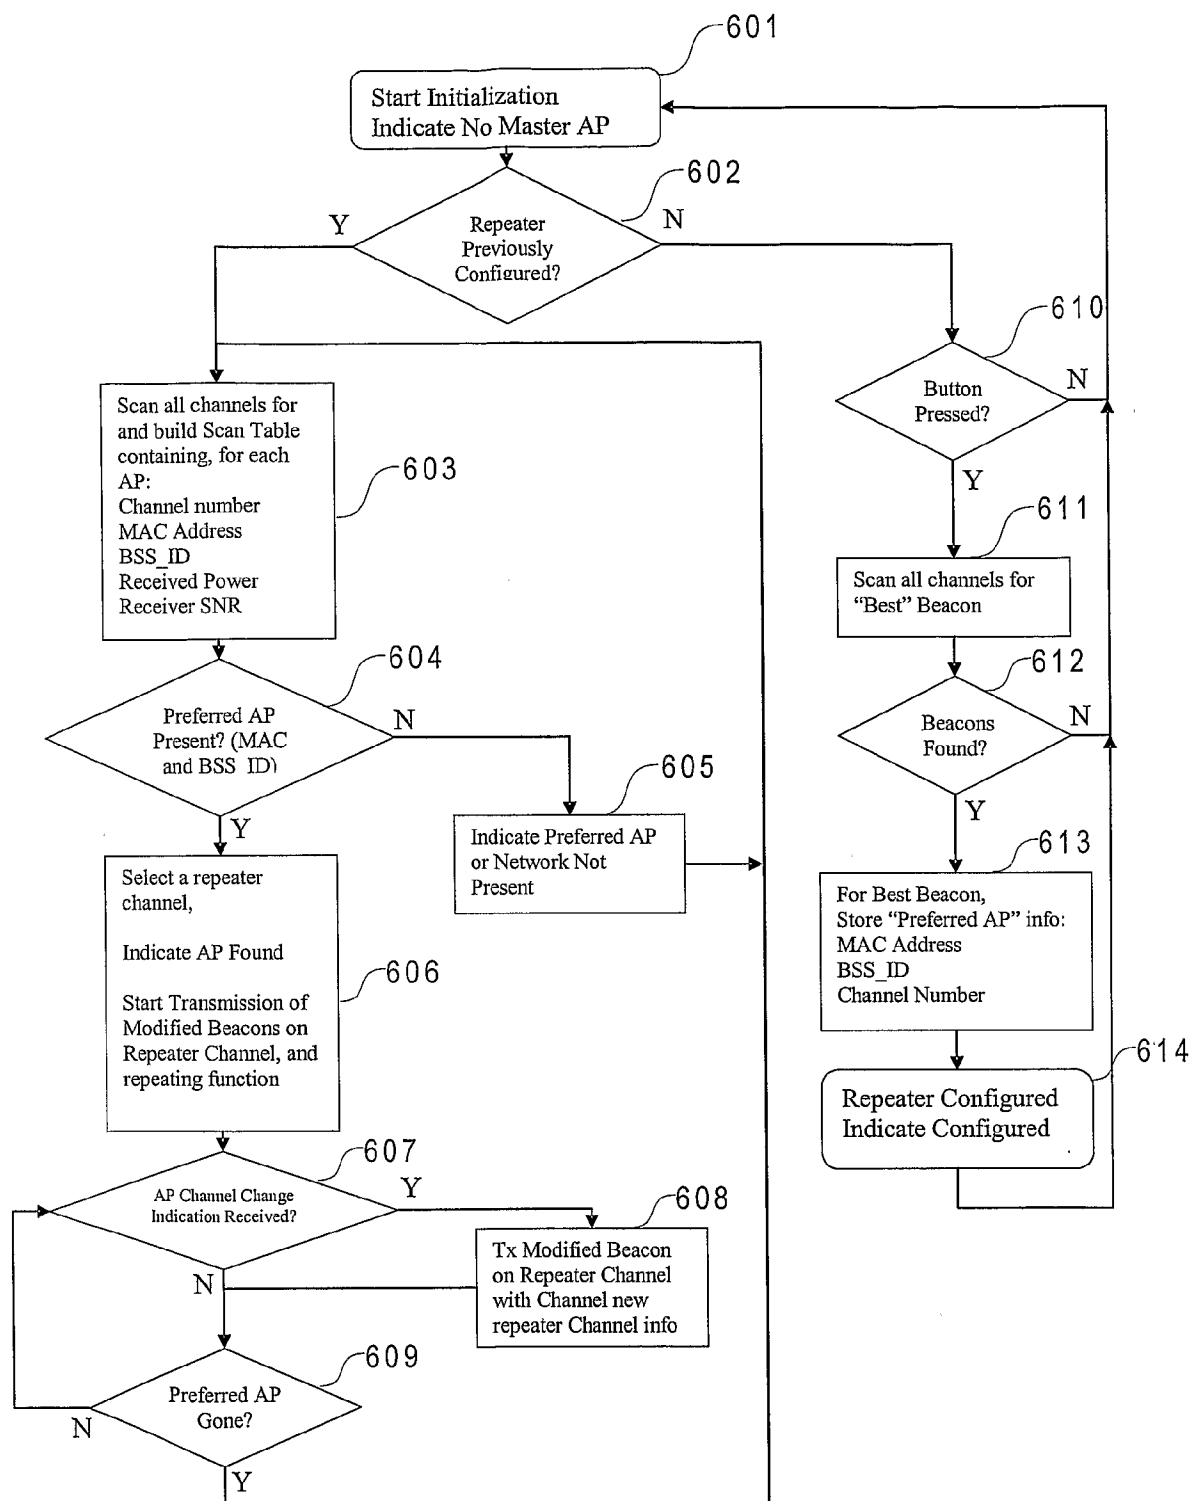 601
Start Initialization
Indicate No Master AP
602
Y
N
Repeater
Previously
Configured?
610
Button
Pressed?
N
Y
Scan all channels for
and build Scan Table
containing, for each
AP:
Channel number
MAC Address
BSS_ID
Received Power
Receiver SNR
603
611
Scan all channels for
“Best” Beacon
604
Preferred AP
Present? (MAC
and BSS_ID)
N
Y
612
Beacons
Found?
N
Y
605
Indicate Preferred AP
or Network Not
Present
613
For Best Beacon,
Store “Preferred AP” info:
MAC Address
BSS_ID
Channel Number
Select a repeater
channel,
Indicate AP Found
Start Transmission of
Modified Beacons on
Repeater Channel, and
repeating function
606
614
Repeater Configured
Indicate Configured
607
AP Channel Change
Indication Received?
Y
N
608
Tx Modified Beacon
on Repeater Channel
with Channel new
repeater Channel info
609
Preferred AP
Gone?
N
Y